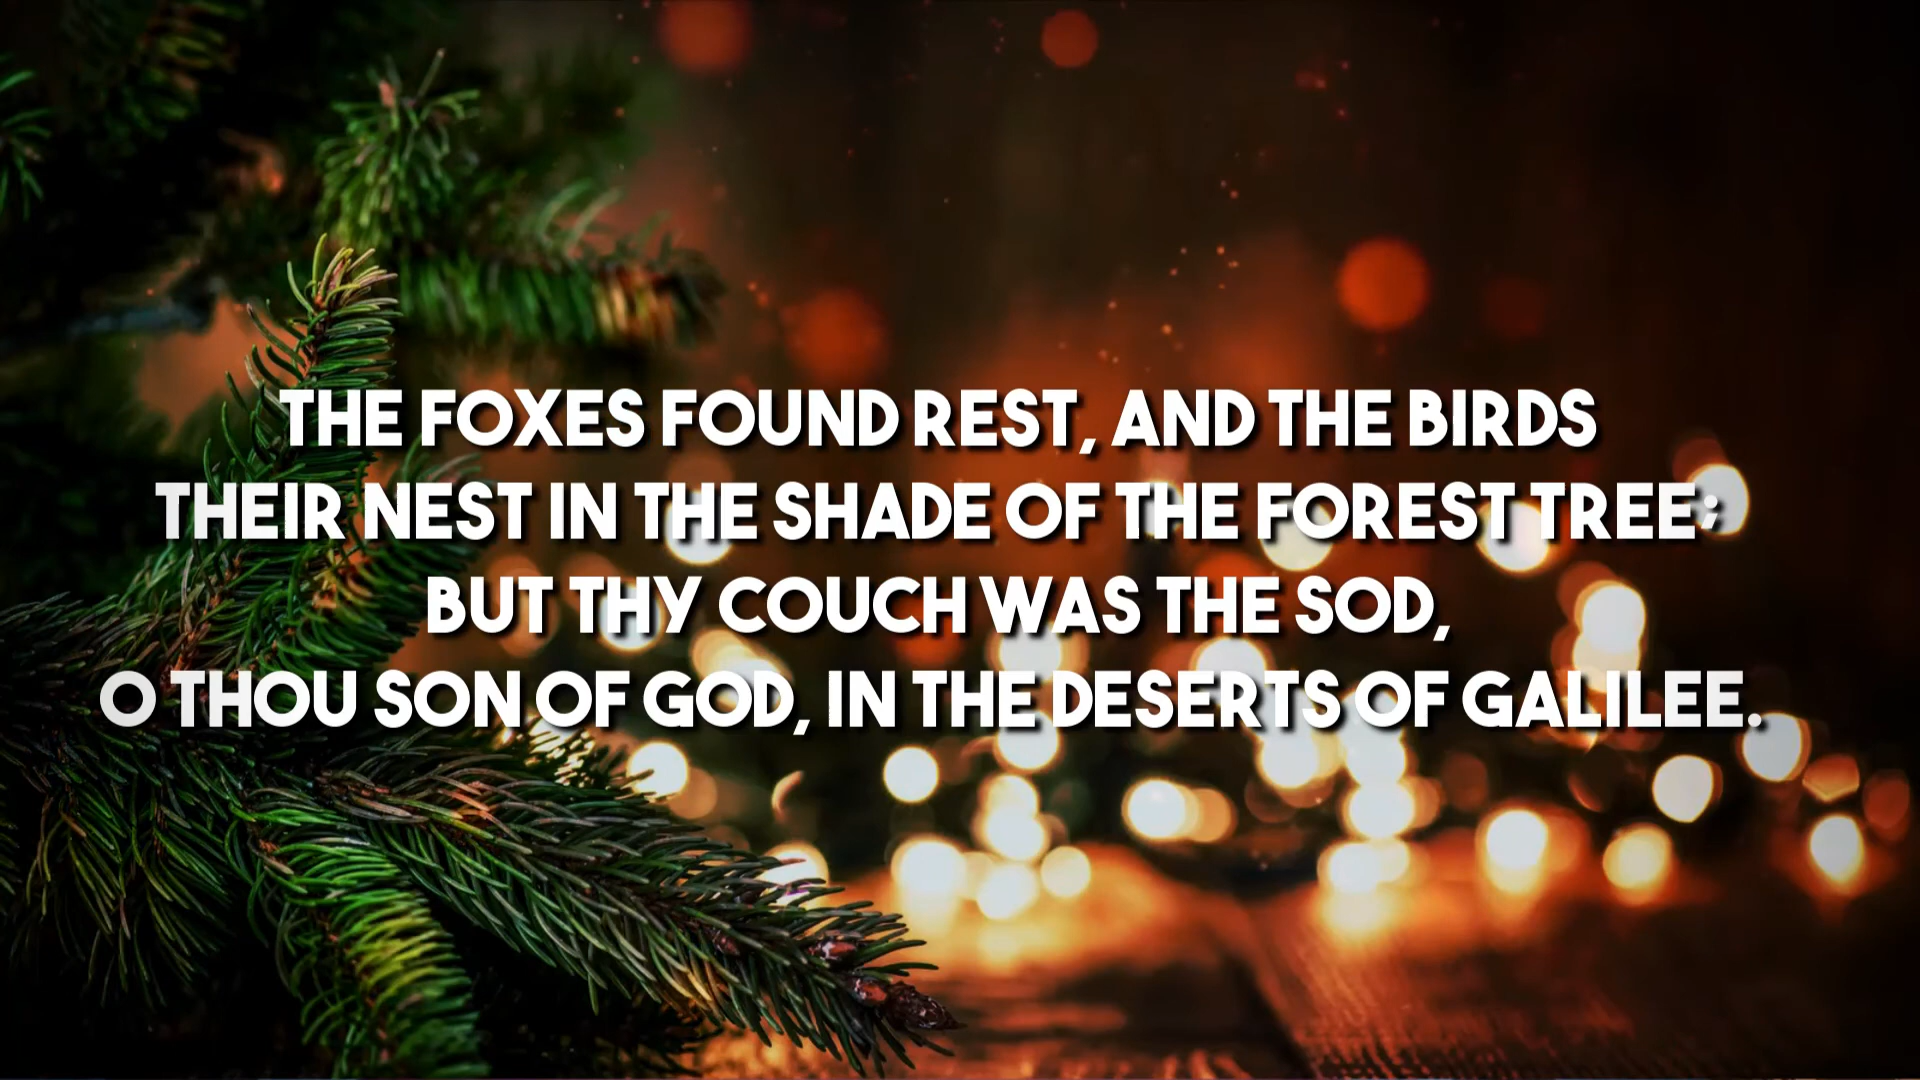 THE FOXES FOUND REST, AND THE BIRDS
THEIR NEST IN THE SHADE OF THE FOREST TREE;
BUT THY COUCH WAS THE SOD,
O THOU SON OF GOD, IN THE DESERTS OF GALILEE.